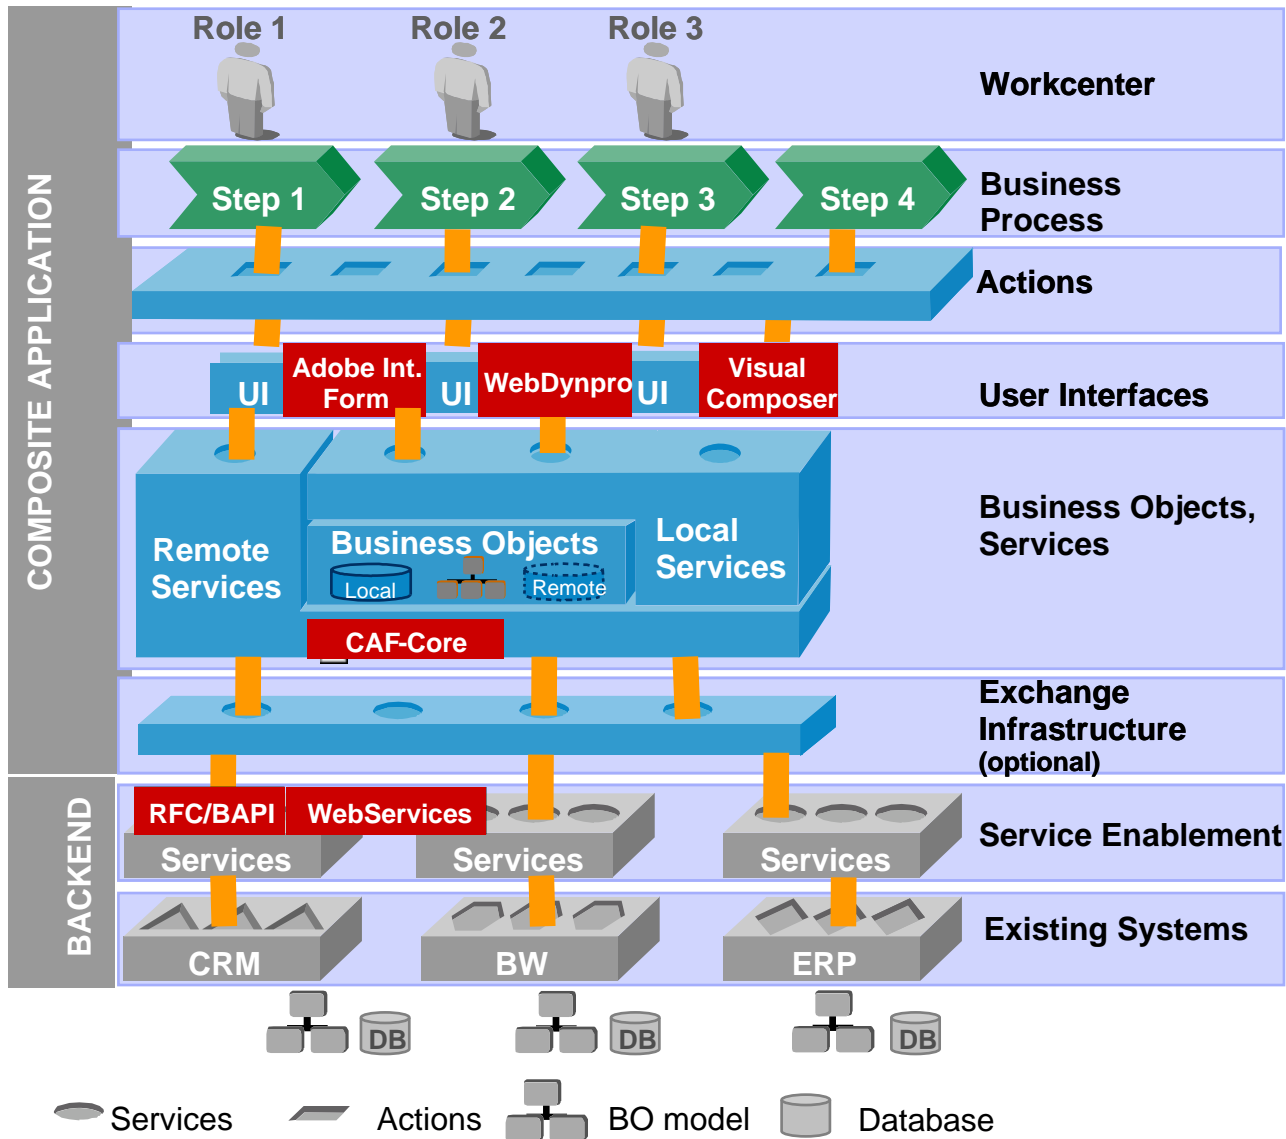 COMPOSITE APPLICATION
BACKEND
Role 1
Role 2
Role 3
Workcenter
Step 1
Step 2
Step 3
Step 4
Business
Process
Actions
UI
Adobe Int.
Form
UI
WebDynpro
UI
Visual
Composer
User Interfaces
Remote
Services
Business Objects
Local
Remote
Local
Services
CAF-Core
Business Objects,
Services
Exchange
Infrastructure
(optional)
RFC/BAPI
WebServices
Services
Services
Services
Service Enablement
CRM
BW
ERP
Existing Systems
DB
DB
DB
Services
Actions
BO model
Database